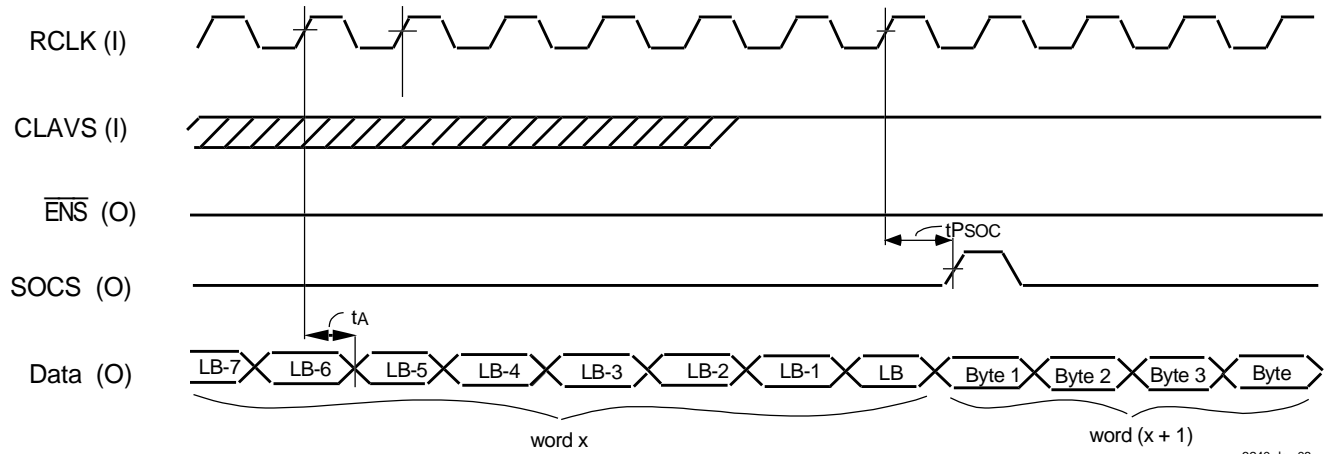 RCLK (I)
CLAVS (I)
ENS (O)
tPSOC
SOCS (O)
tA
Data (O)
LB-7 LB-6 LB-5 LB-4 LB-3 LB-2 LB-1 LB Byte 1 Byte 2 Byte 3 Byte
word x
word (x + 1)